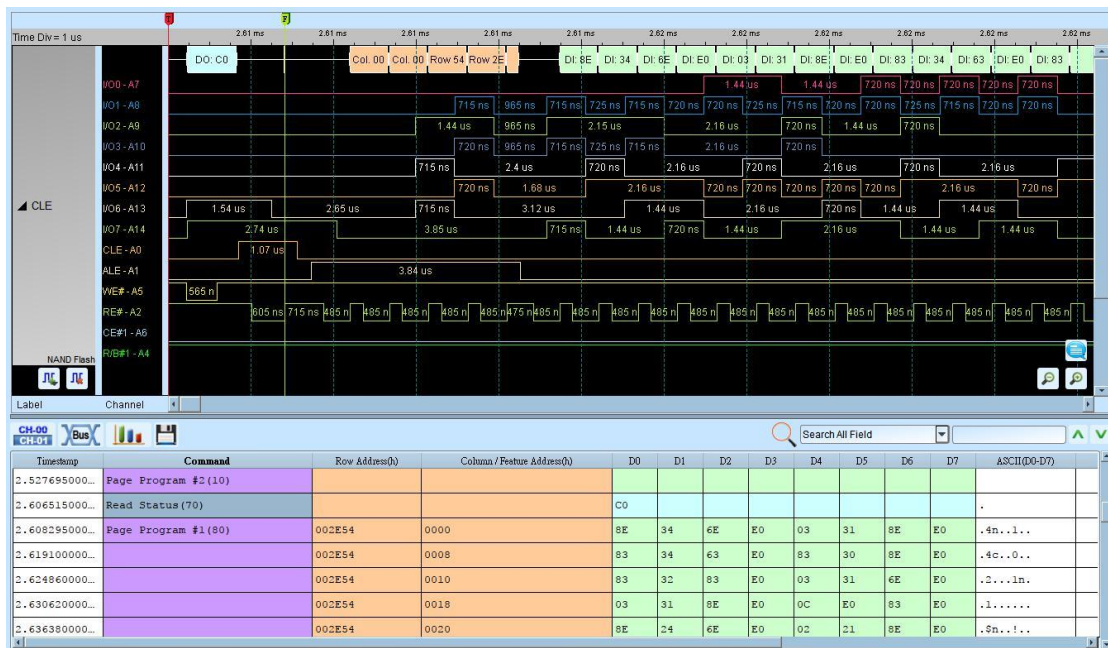 Time Div = 1 us 2.61 ms 2.61 ms 2.61 ms 2.61 ms 2.61 ms 2.62 ms 2.62 ms 2.62 ms 2.62 ms 2.62 ms 2.62 ms
DO: C0 Col. 00 Col. 00 Row 54 Row 2E DI: 8E DI: 34 DI: 6E DI: E0 DI: 03 DI: 31 DI: 8E DI: E0 DI: 83 DI: 34 DI: 63 DI: E0 DI: 83
I/O0 - A7 1.44 us 1.44 us 720 ns 720 ns 720 ns 720 ns 720 ns
I/O1 - A8 715 ns 965 ns 715 ns 725 ns 715 ns 720 ns 720 ns 725 ns 715 ns 720 ns 720 ns 725 ns 715 ns 720 ns 720 ns
I/O2 - A9 1.44 us 965 ns 2.15 us 2.16 us 720 ns 1.44 us 720 ns
I/O3 - A10 720 ns 965 ns 715 ns 725 ns 715 ns 2.16 us 720 ns
I/O4 - A11 715 ns 2.4 us 720 ns 2.16 us 720 ns 2.16 us 720 ns 2.16 us
I/O5 - A12 720 ns 1.68 us 2.16 us 720 ns 720 ns 720 ns 720 ns 720 ns 2.16 us 720 ns
CLE I/O6 - A13 1.54 us 2.65 us 715 ns 3.12 us 1.44 us 2.16 us 720 ns 1.44 us 1.44 us
I/O7 - A14 2.74 us 3.85 us 715 ns 1.44 us 720 ns 1.44 us 2.16 us 1.44 us 1.44 us
CLE - A0 1.07 us
ALE - A1 3.84 us
WE# - A5 565 n
RE# - A2 605 ns 715 ns 485 n 485 n 485 n 485 n 485 n 475 n 485 n 485 n 485 n 485 n 485 n 485 n 485 n 485 n 485 n 485 n 485 n 485 n 485 n
CE#1 - A6
NAND Flash R/B#1 - A4
Label Channel
CH-00
CH-01 Bus Search All Field
Timestamp Command Row Address(h) Column / Feature Address(h) D0 D1 D2 D3 D4 D5 D6 D7 ASCII(D0-D7)
2.527695000... Page Program #2(10)
2.606515000... Read Status(70) C0 .
2.608295000... Page Program #1(80) 002E54 0000 8E 34 6E E0 03 31 8E E0 .4n..1..
2.619100000... 002E54 0008 83 34 63 E0 83 30 8E E0 .4c..0..
2.624860000... 002E54 0010 83 32 83 E0 03 31 6E E0 .2...1n.
2.630620000... 002E54 0018 03 31 8E E0 0C E0 83 E0 .1......
2.636380000... 002E54 0020 8E 24 6E E0 02 21 8E E0 .$n..!..